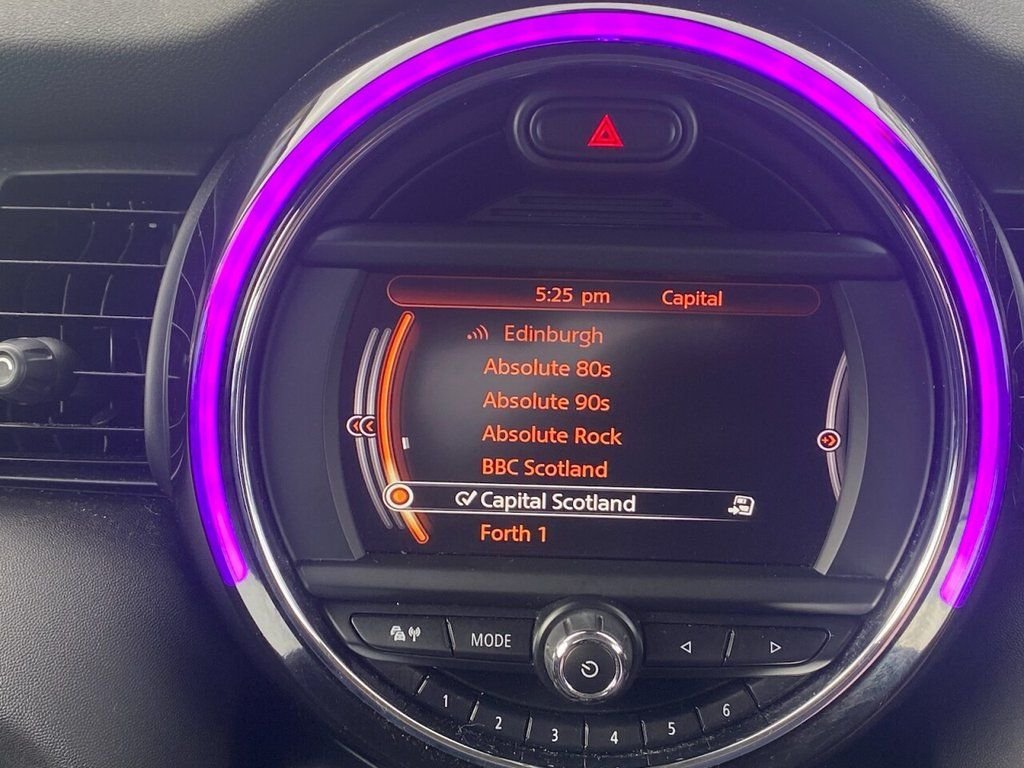 5:25 pm Capital
Edinburgh
Absolute 80s
Absolute 90s
Absolute Rock
BBC Scotland
Capital Scotland
Forth 1
MODE
1 2 3 4 5 6